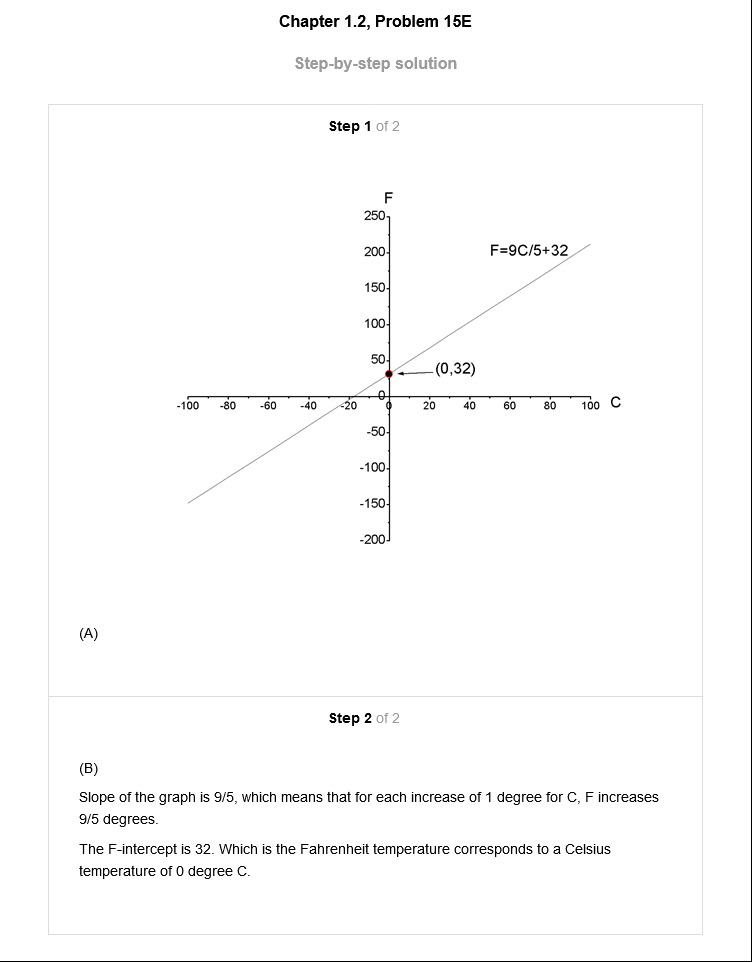 Chapter 1.2, Problem 15E
Step-by-step solution
Step 1 of 2
F
250
200
F=9C/5+32
150
100
50
(0,32)
0
-100 -80 -60 -40 -20 0 20 40 60 80 100 C
-50
-100
-150
-200
(A)
Step 2 of 2
(B)
Slope of the graph is 9/5, which means that for each increase of 1 degree for C, F increases
9/5 degrees.
The F-intercept is 32. Which is the Fahrenheit temperature corresponds to a Celsius
temperature of 0 degree C.